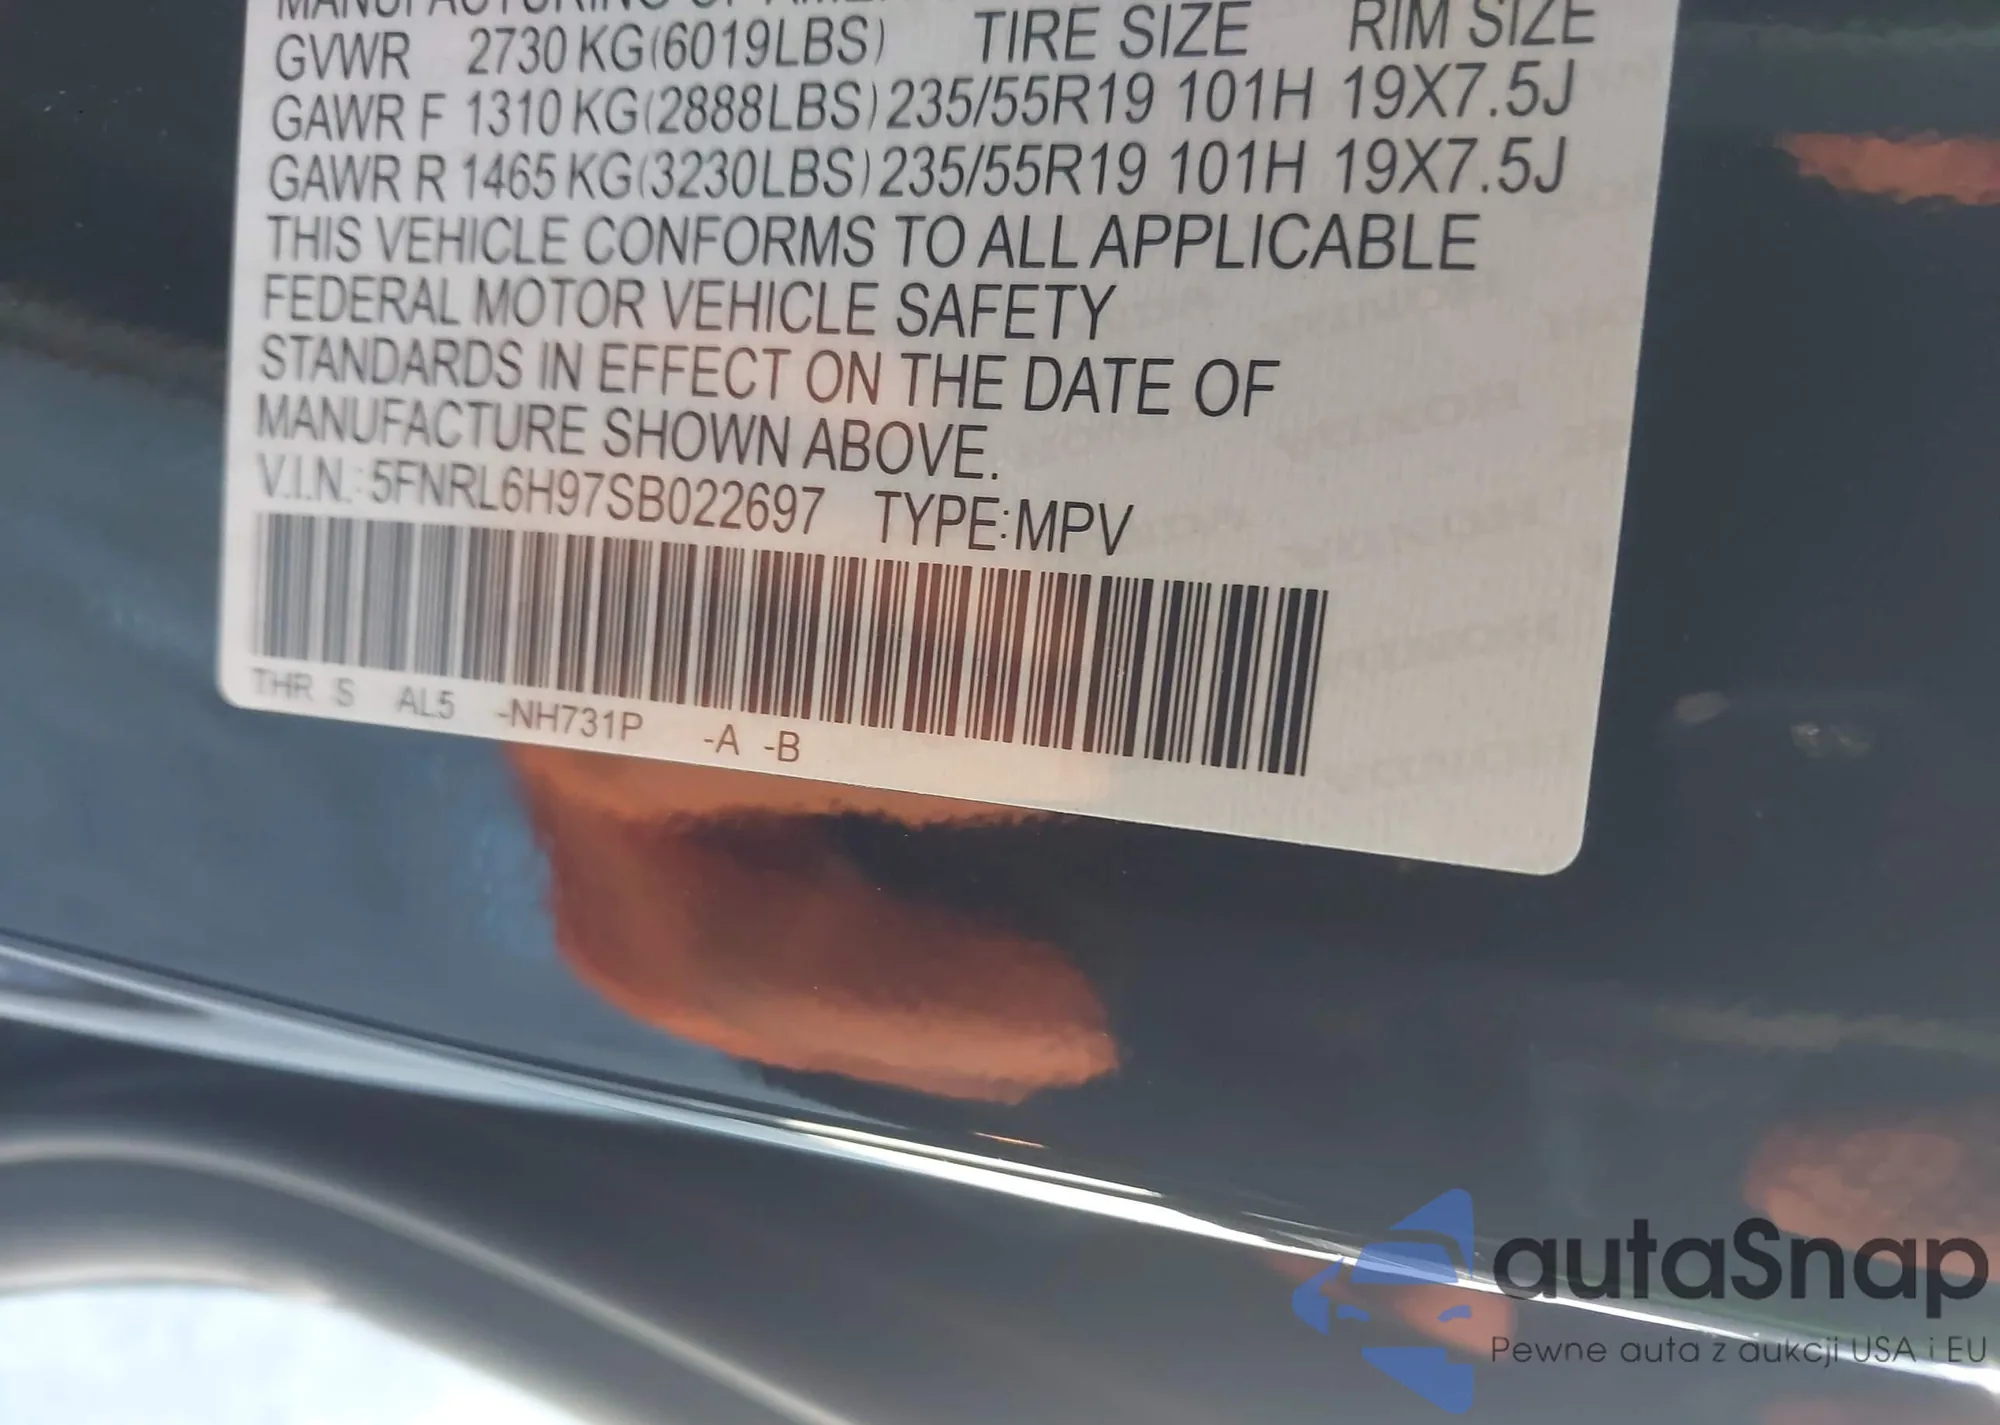 MANUFACTURING OF AMERI
GVWR 2730 KG(6019LBS) TIRE SIZE RIM SIZE
GAWR F 1310 KG(2888LBS) 235/55R19 101H 19X7.5J
GAWR R 1465 KG(3230LBS) 235/55R19 101H 19X7.5J
THIS VEHICLE CONFORMS TO ALL APPLICABLE
FEDERAL MOTOR VEHICLE SAFETY
STANDARDS IN EFFECT ON THE DATE OF
MANUFACTURE SHOWN ABOVE.
V.I.N.: 5FNRL6H97SB022697 TYPE:MPV
THR S AL5 -NH731P -A -B
autaSnap
Pewne auta z aukcji USA i EU